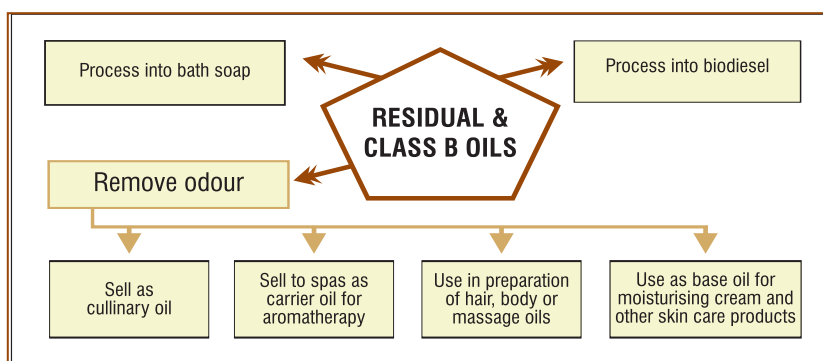 Process into bath soap
Process into biodiesel
RESIDUAL &
CLASS B OILS
Remove odour
Sell as
cullinary oil
Sell to spas as
carrier oil for
aromatherapy
Use in preparation
of hair, body or
massage oils
Use as base oil for
moisturising cream and
other skin care products